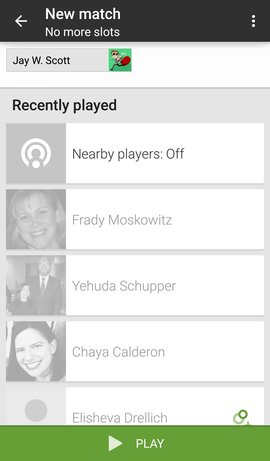 New match
No more slots
Jay W. Scott
Recently played
Nearby players: Off
Frady Moskowitz
Yehuda Schupper
Chaya Calderon
Elisheva Drellich
PLAY